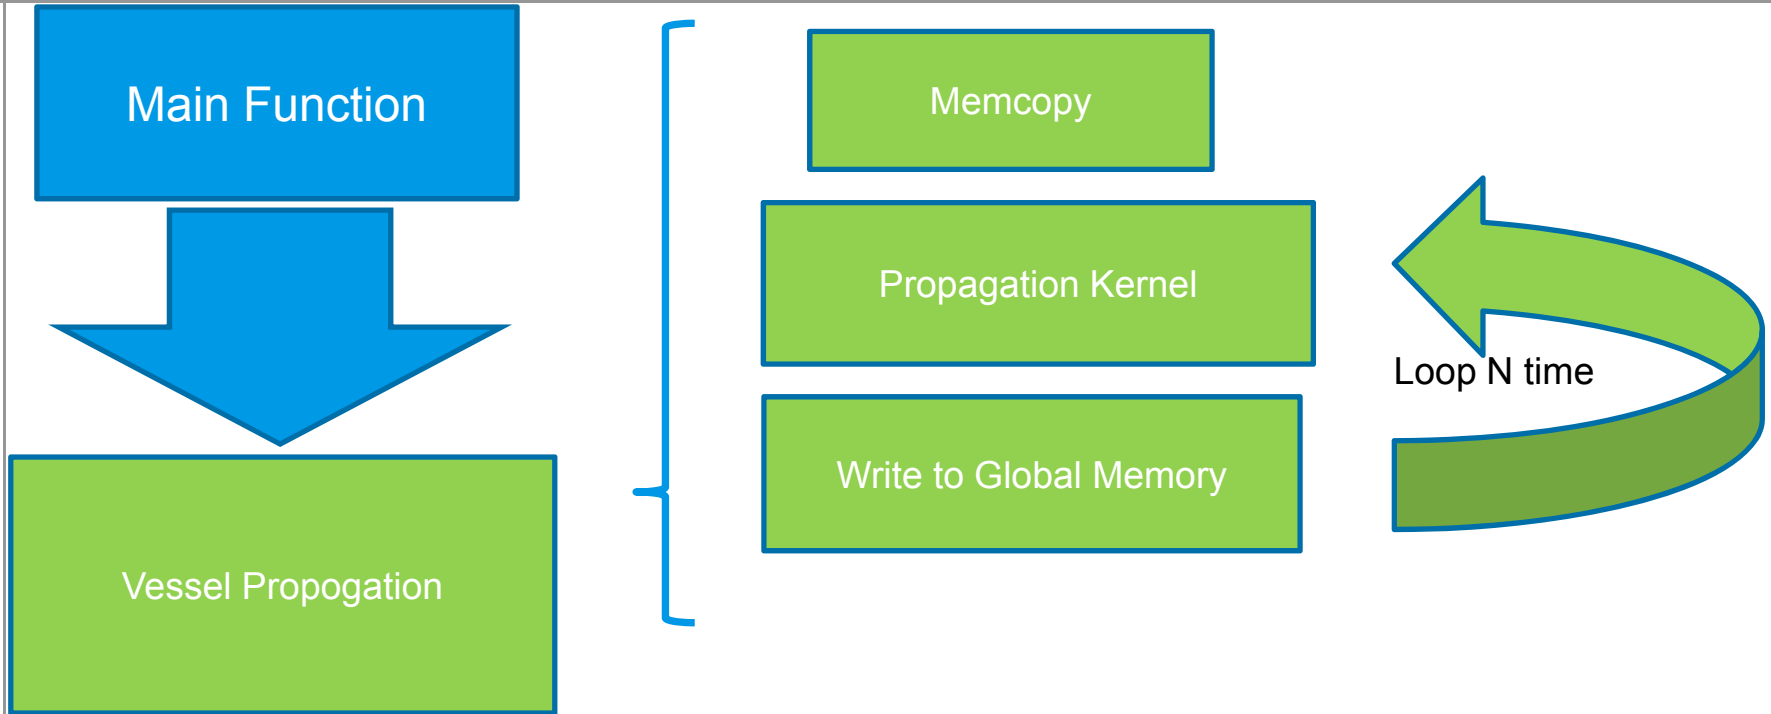 Main Function
Memcopy
Propagation Kernel
Loop N time
Write to Global Memory
Vessel Propogation